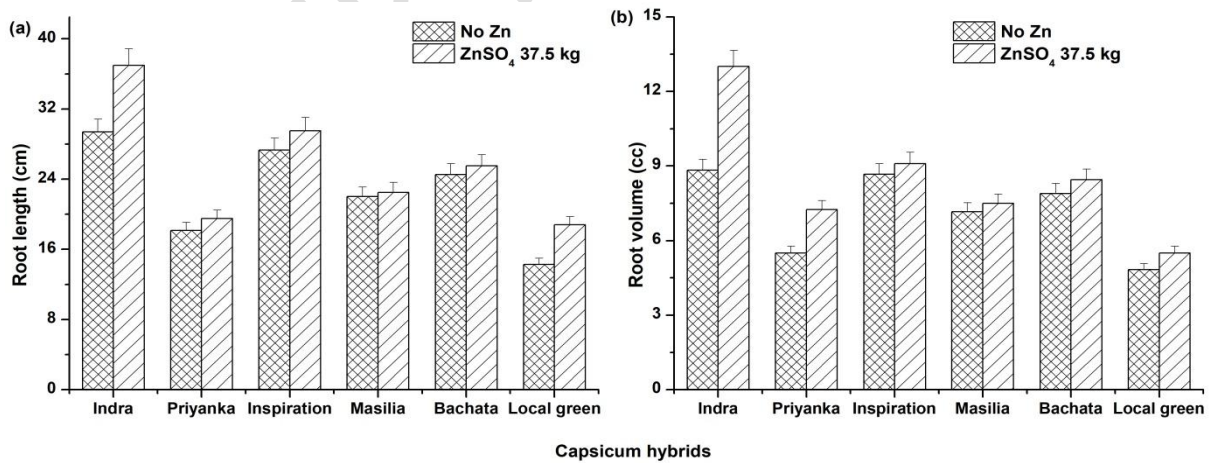 (a)
No Zn
ZnSO₄ 37.5 kg
Root length (cm)
40
32
24
16
8
0
Indra Priyanka Inspiration Masilia Bachata Local green
(b)
No Zn
ZnSO₄ 37.5 kg
Root volume (cc)
15
12
9
6
3
0
Indra Priyanka Inspiration Masilia Bachata Local green
Capsicum hybrids